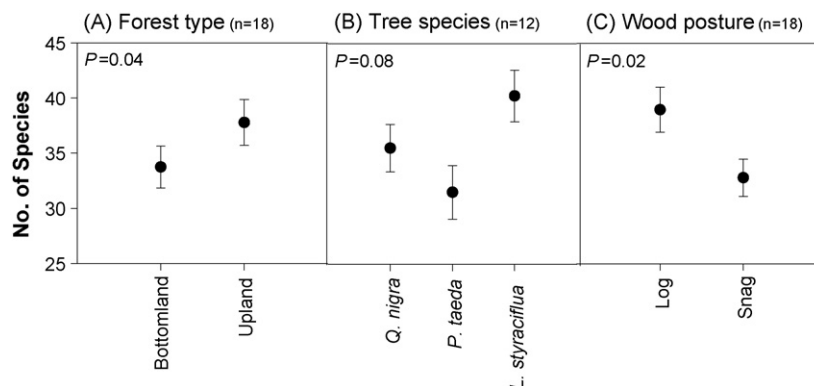 (A) Forest type (n=18)
(B) Tree species (n=12)
(C) Wood posture (n=18)
No. of Species
45
40
35
30
25
P=0.04
P=0.08
P=0.02
Bottomland
Upland
Q. nigra
P. taeda
styraciflua
Log
Snag